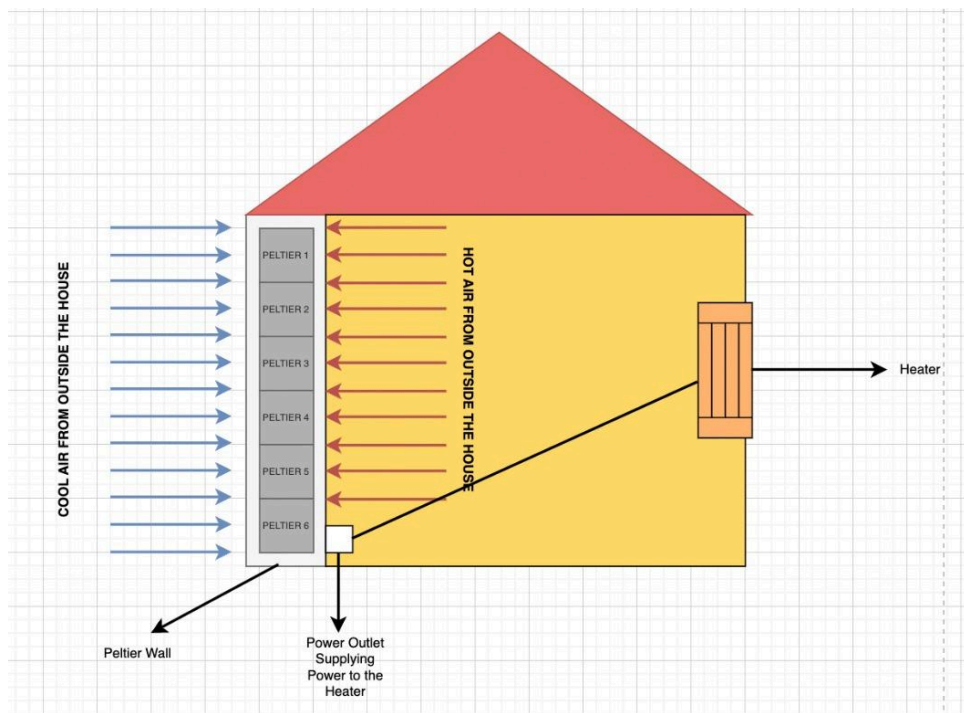 COOL AIR FROM OUTSIDE THE HOUSE
PELTIER 1
PELTIER 2
PELTIER 3
PELTIER 4
PELTIER 5
PELTIER 6
HOT AIR FROM OUTSIDE THE HOUSE
Heater
Peltier Wall
Power Outlet
Supplying
Power to the
Heater